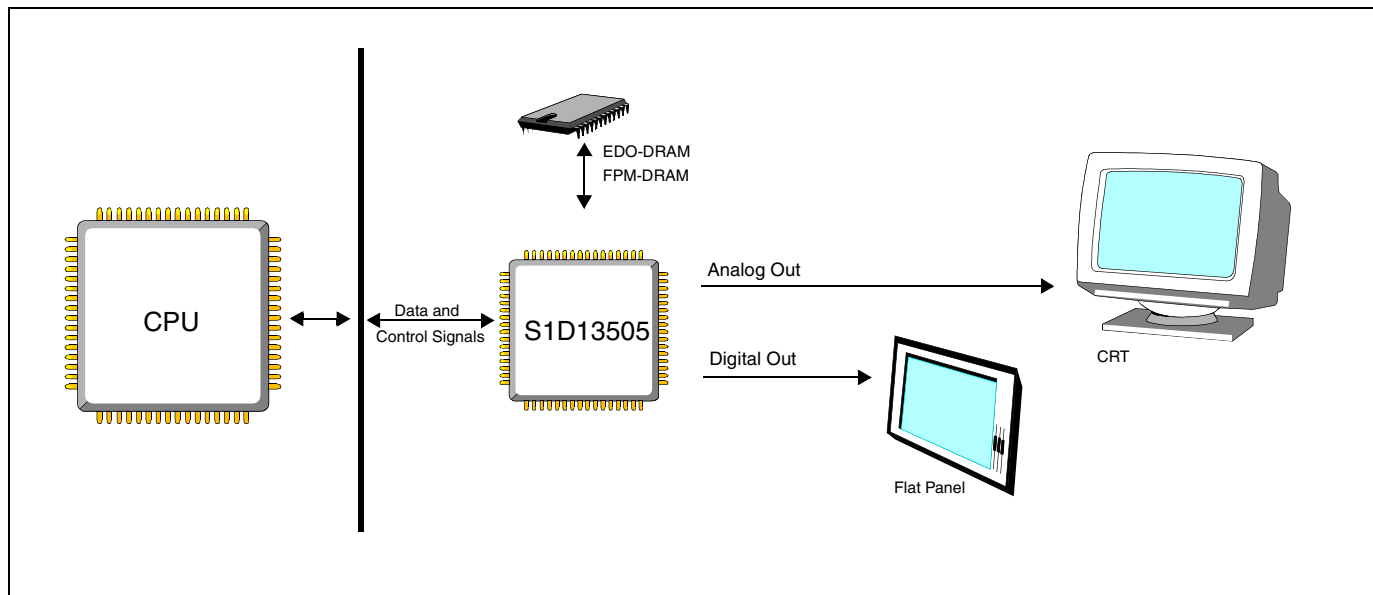 EDO-DRAM
FPM-DRAM
CPU
Data and
Control Signals
S1D13505
Analog Out
Digital Out
CRT
Flat Panel